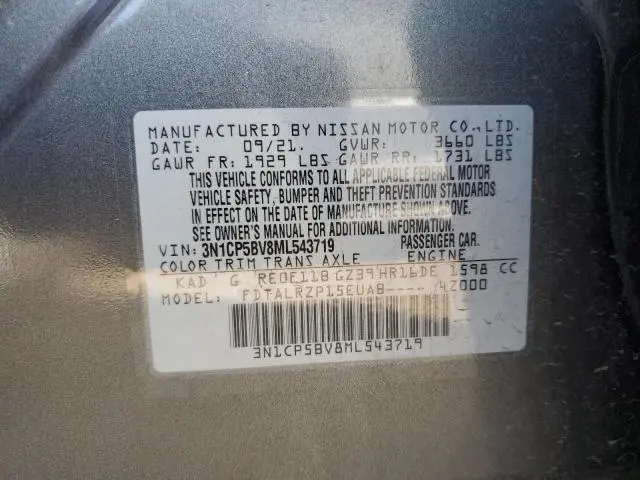 MANUFACTURED BY NISSAN MOTOR CO., LTD.
DATE: 09/21. GVWR: 3660 LBS
GAWR FR: 1929 LBS GAWR RR: 1731 LBS
THIS VEHICLE CONFORMS TO ALL APPLICABLE FEDERAL MOTOR
VEHICLE SAFETY, BUMPER AND THEFT PREVENTION STANDARDS
IN EFFECT ON THE DATE OF MANUFACTURE SHOWN ABOVE.
SEE OWNER'S MANUAL FOR ADDITIONAL INFORMATION.
VIN: 3N1CP5BV8ML543719 PASSENGER CAR.
COLOR TRIM TRANS AXLE ENGINE
KAD G RE0F11B GZ39 HR16DE 1598 CC
MODEL: FDTALRZP15EUA8---- /42000
3N1CP5BV8ML543719